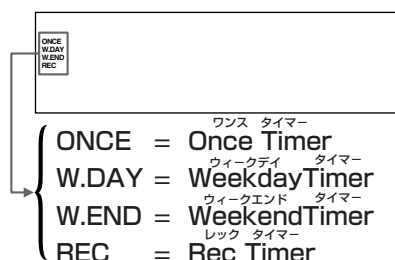 ONCE
W.DAY
W.END
REC
ワンス タイマー
ONCE = Once Timer
ウィークデイ タイマー
W.DAY = WeekdayTimer
ウィークエンド タイマー
W.END = WeekendTimer
レック タイマー
REC = Rec Timer